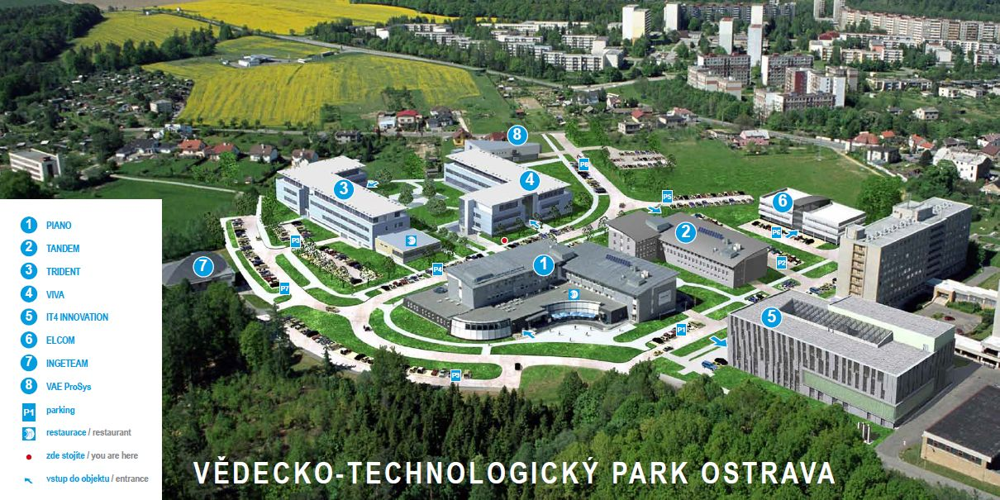 1 PIANO
2 TANDEM
3 TRIDENT
4 VIVA
5 IT4 INNOVATION
6 ELCOM
7 INGETEAM
8 VAE ProSys
P1 parking
restaurace / restaurant
zde stojíte / you are here
vstup do objektu / entrance
8
P8
3
4
P5
6
P6
2
P3
P2
7
P4
1
P7
5
P1
P9
VĚDECKO-TECHNOLOGICKÝ PARK OSTRAVA